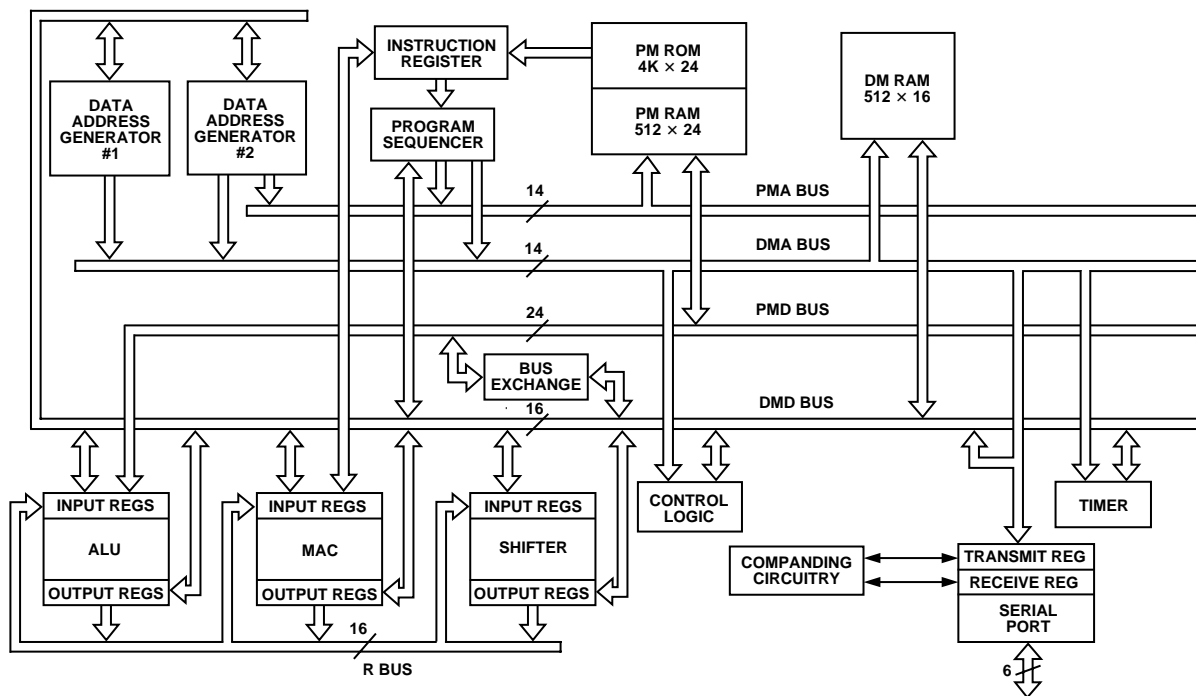 INSTRUCTION
REGISTER
PM ROM
4K × 24
PM RAM
512 × 24
DM RAM
512 × 16
DATA
ADDRESS
GENERATOR
#1
DATA
ADDRESS
GENERATOR
#2
PROGRAM
SEQUENCER
14
PMA BUS
14
DMA BUS
24
PMD BUS
BUS
EXCHANGE
16
DMD BUS
INPUT REGS
ALU
OUTPUT REGS
INPUT REGS
MAC
OUTPUT REGS
INPUT REGS
SHIFTER
OUTPUT REGS
CONTROL
LOGIC
TIMER
COMPANDING
CIRCUITRY
TRANSMIT REG
RECEIVE REG
SERIAL
PORT
16
R BUS
6